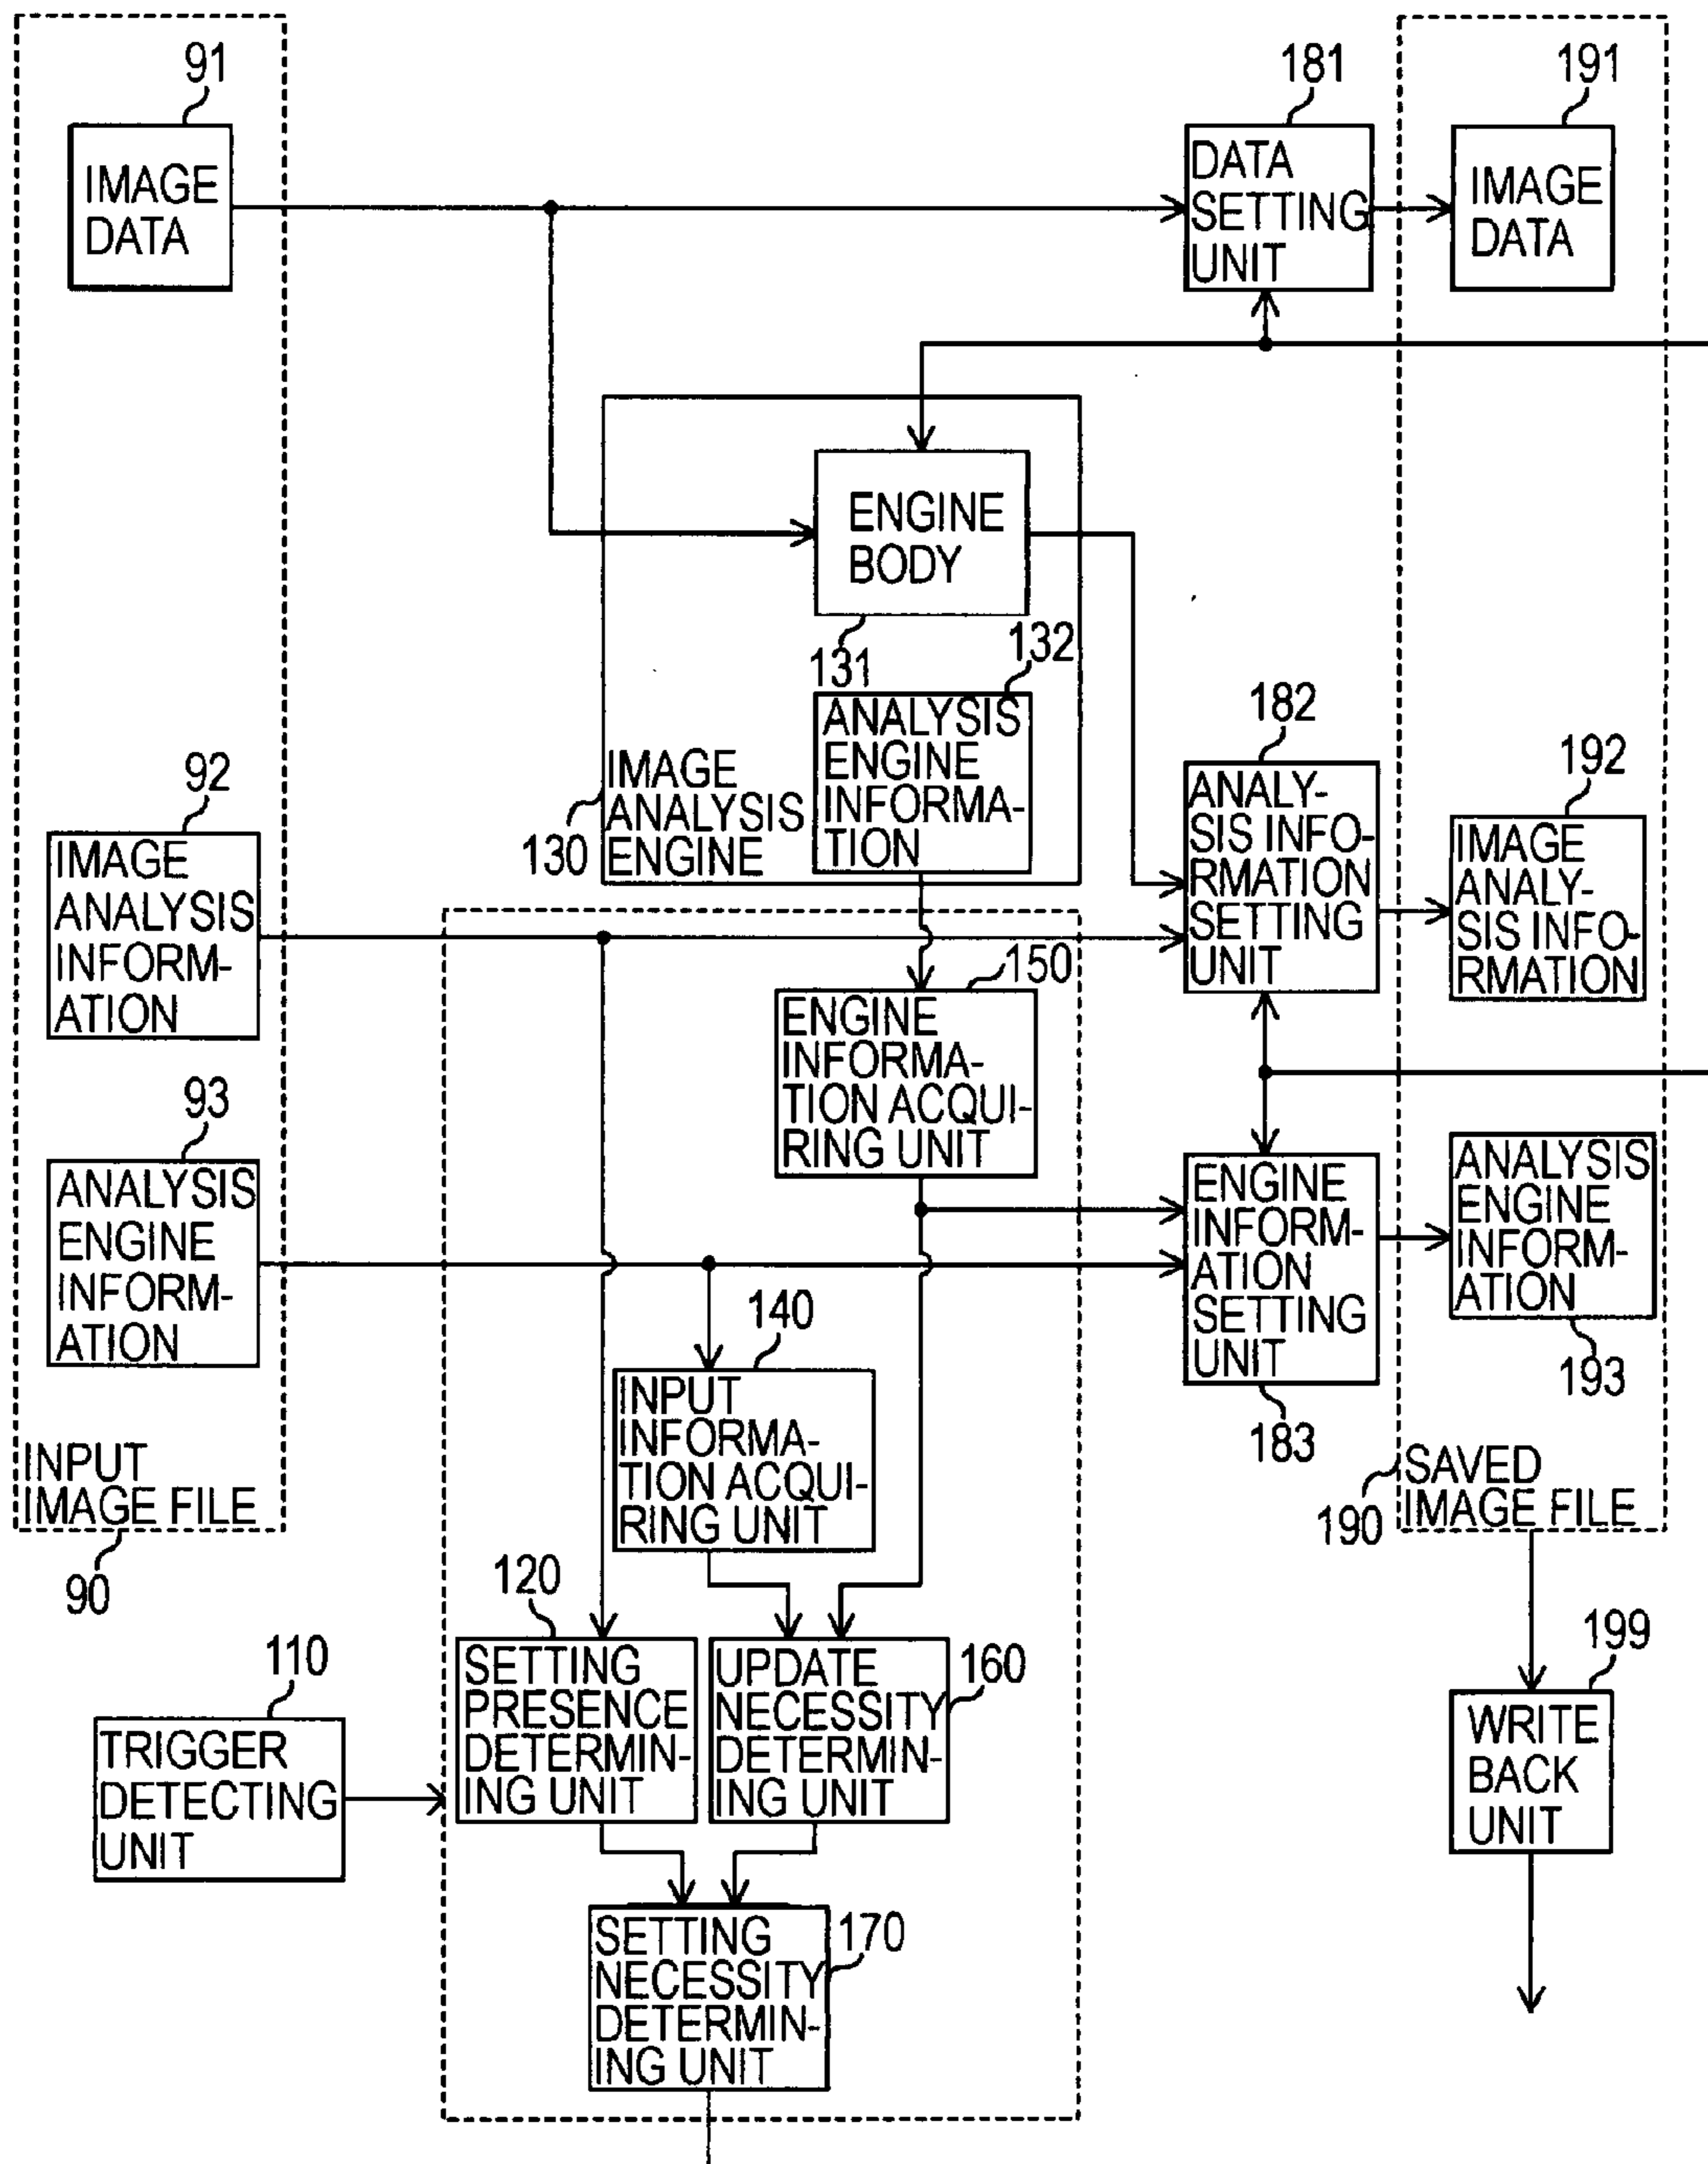 91
IMAGE
DATA
181
DATA
SETTING
UNIT
191
IMAGE
DATA
ENGINE
BODY
131
132
ANALYSIS
ENGINE
INFORMA-
TION
130
IMAGE
ANALYSIS
ENGINE
92
IMAGE
ANALYSIS
INFORM-
ATION
182
ANALY-
SIS INFO-
RMATION
SETTING
UNIT
192
IMAGE
ANALY-
SIS INFO-
RMATION
150
ENGINE
INFORMA-
TION ACQUI-
RING UNIT
93
ANALYSIS
ENGINE
INFORM-
ATION
ENGINE
INFORM-
ATION
SETTING
UNIT
183
ANALYSIS
ENGINE
INFORM-
ATION
193
140
INPUT
INFORMA-
TION ACQUI-
RING UNIT
INPUT
IMAGE FILE
90
SAVED
IMAGE FILE
190
120
SETTING
PRESENCE
DETERMIN-
ING UNIT
UPDATE
NECESSITY
DETERMIN-
ING UNIT
160
110
TRIGGER
DETECTING
UNIT
199
WRITE
BACK
UNIT
SETTING
NECESSITY
DETERMIN-
ING UNIT
170